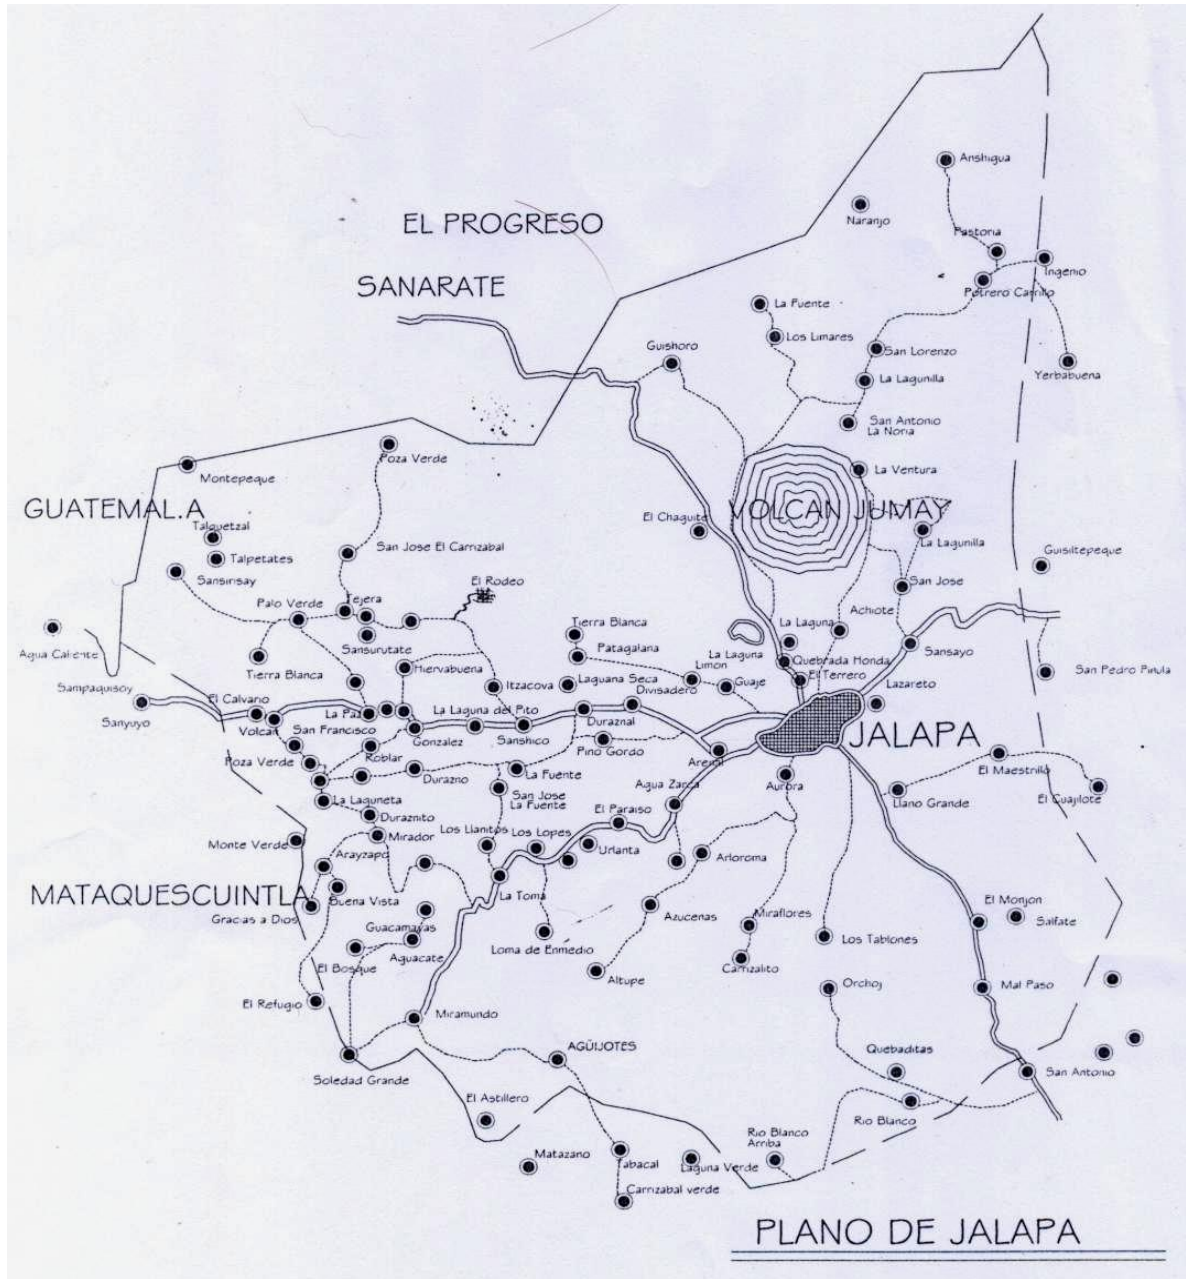 Anshigua
Naranjo
EL PROGRESO
Pastoria
Ingenio
SANARATE
Potrero Carrillo
La Fuente
Los Limares
Guishoro
San Lorenzo
Yerbabuena
La Lagunilla
San Antonio
La Noria
Poza Verde
La Ventura
Montepeque
GUATEMAL.A
VOLCAN JUMAY
El Chaguite
Talquetzal
La Lagunilla
San Jose El Carrizabal
Guisiltepeque
Talpetates
Sansirisay
El Rodeo
San Jose
Palo Verde
Tejera
Achiote
Tierra Blanca
La Laguna
Sansurutate
Patagalana
La Laguna
Sansayo
Agua Caliente
Quebrada Honda
Hiervabuena
Limon
El Terrero
San Pedro Pinula
Tierra Blanca
Laguana Seca
Guaje
Sampaquisoy
Itzacova
Divisadero
Lazareto
El Calvario
La Paz
La Laguna del Pito
Sanyuyo
Duraznal
Volcan
San Francisco
Gonzalez
Sanshico
JALAPA
Pino Gordo
Roblar
Arenal
Poza Verde
Durazno
La Fuente
El Maestrillo
Agua Zarca
Aurora
San Jose
La Fuente
Llano Grande
El Guajilote
La Laguneta
El Paraiso
Duraznito
Mirador
Los Llanitos
Los Lopes
Monte Verde
Urlanta
Arayzapo
Arloroma
MATAQUESCUINTLA
La Toma
Buena Vista
El Monjon
Gracias a Dios
Azucenas
Miraflores
Salfate
Guacamayas
Los Tablones
Loma de Enmedio
Aguacate
El Bosque
Carrizalito
Altupe
Orchoj
Mal Paso
El Refugio
Miramundo
AGÜIJOTES
Quebaditas
Soledad Grande
San Antonio
El Astillero
Rio Blanco
Rio Blanco
Arriba
Matazano
Tabacal
Laguna Verde
Carrizabal verde
PLANO DE JALAPA